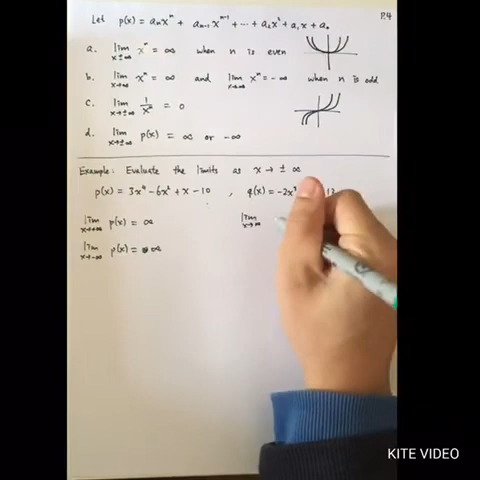 P.4
Let p(x) = aₙxⁿ + aₙ₋₁xⁿ⁻¹ + ... + a₂x² + a₁x + a₀
a. lim x→±∞ xⁿ = ∞ when n is even
b. lim x→∞ xⁿ = ∞ and lim x→-∞ xⁿ = -∞ when n is odd
c. lim x→±∞ 1/xⁿ = 0
d. lim x→±∞ p(x) = ∞ or -∞
Example: Evaluate the limits as x → ± ∞
p(x) = 3x⁴ - 6x² + x - 10 , q(x) = -2x
lim x→+∞ p(x) = ∞ lim x→∞
lim x→-∞ p(x) = ∞
KITE VIDEO